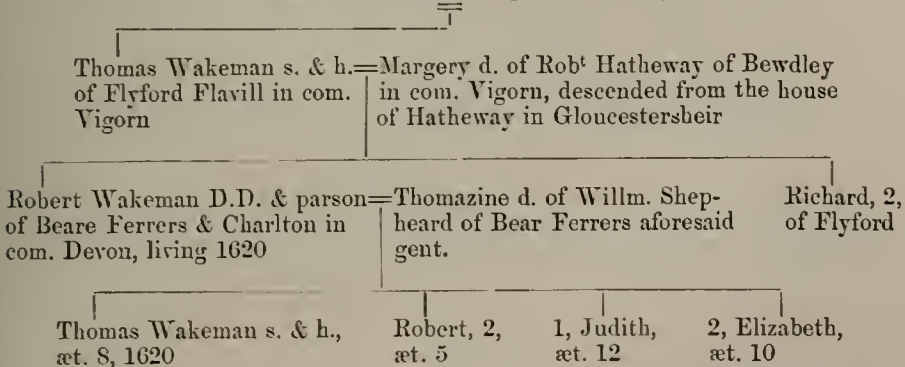 Thomas Wakeman s. & h.=Margery d. of Robᵗ Hatheway of Bewdley
of Flyford Flavill in com. in com. Vigorn, descended from the house
Vigorn of Hatheway in Gloucestersheir
Robert Wakeman D.D. & parson=Thomazine d. of Willm. Shep- Richard, 2,
of Beare Ferrers & Charlton in heard of Bear Ferrers aforesaid of Flyford
com. Devon, living 1620 gent.
Thomas Wakeman s. & h., Robert, 2, 1, Judith, 2, Elizabeth,
æt. 8, 1620 æt. 5 æt. 12 æt. 10